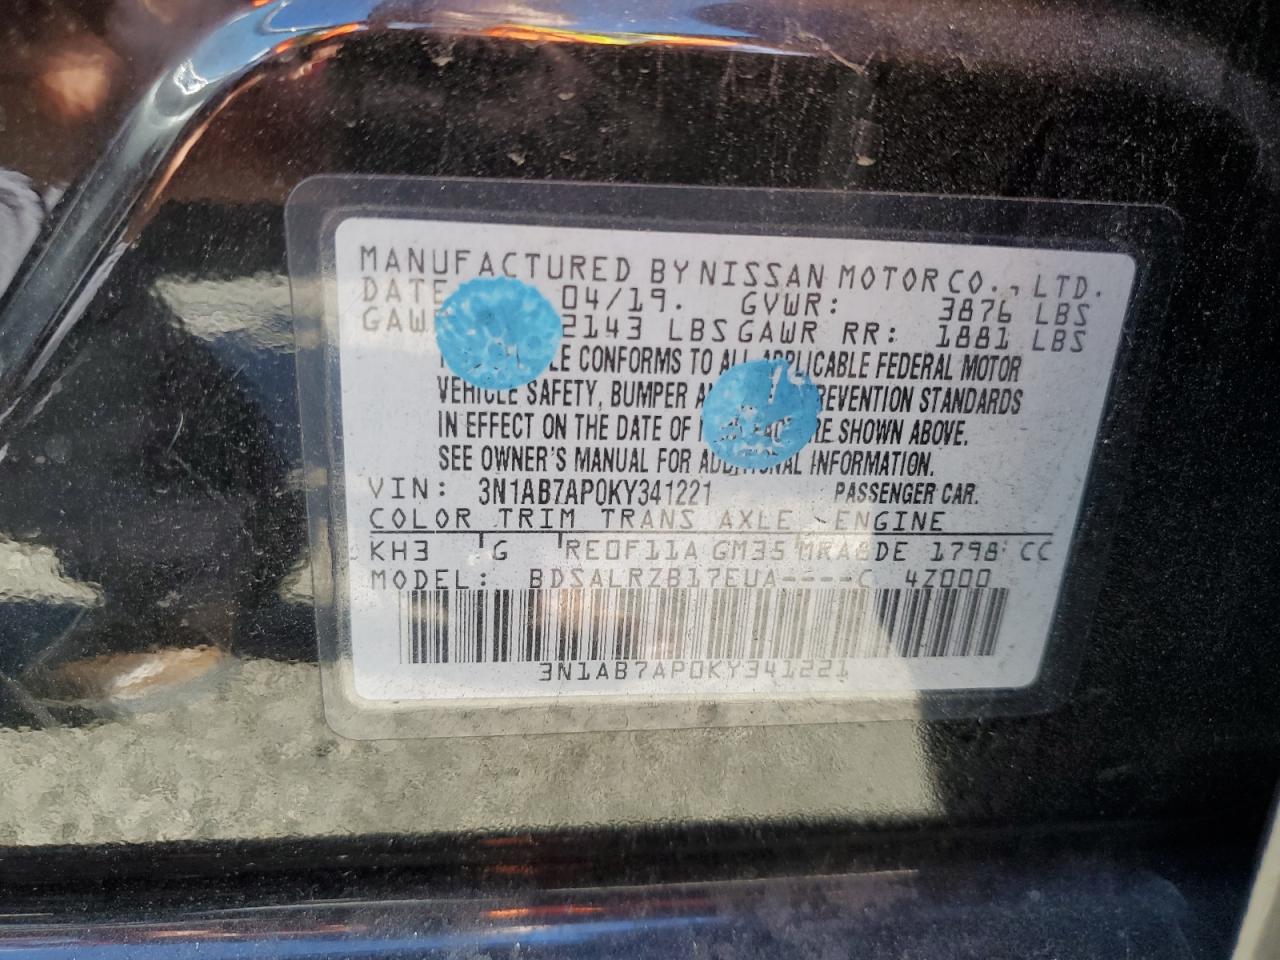 MANUFACTURED BY NISSAN MOTOR CO., LTD.
DATE 04/19. GVWR: 3876 LBS
2143 LBS GAWR RR: 1881 LBS
CONFORMS TO ALL APPLICABLE FEDERAL MOTOR
VEHICLE SAFETY, BUMPER STANDARDS
IN EFFECT ON THE DATE OF SHOWN ABOVE.
SEE OWNER'S MANUAL FOR ADDITIONAL INFORMATION.
VIN: 3N1AB7AP0KY341221 PASSENGER CAR.
COLOR TRIM TRANS AXLE ENGINE
KH3 G RE0F11A GM35 MRA8DE 1798 CC
MODEL: BDSALRZB17EUA----C 4Z000
3N1AB7AP0KY341221